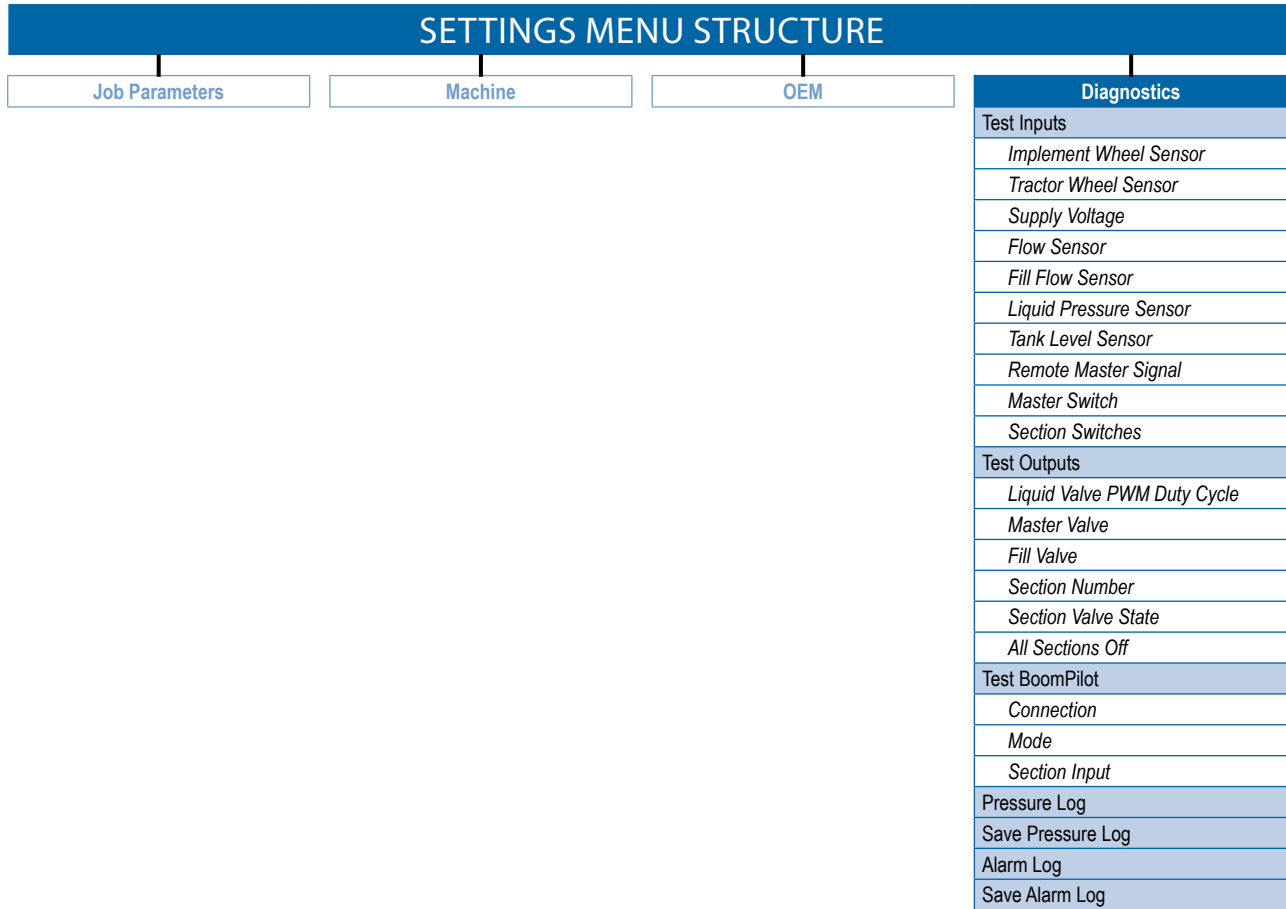 SETTINGS MENU STRUCTURE
Job Parameters
Machine
OEM
Diagnostics
Test Inputs
Implement Wheel Sensor
Tractor Wheel Sensor
Supply Voltage
Flow Sensor
Fill Flow Sensor
Liquid Pressure Sensor
Tank Level Sensor
Remote Master Signal
Master Switch
Section Switches
Test Outputs
Liquid Valve PWM Duty Cycle
Master Valve
Fill Valve
Section Number
Section Valve State
All Sections Off
Test BoomPilot
Connection
Mode
Section Input
Pressure Log
Save Pressure Log
Alarm Log
Save Alarm Log